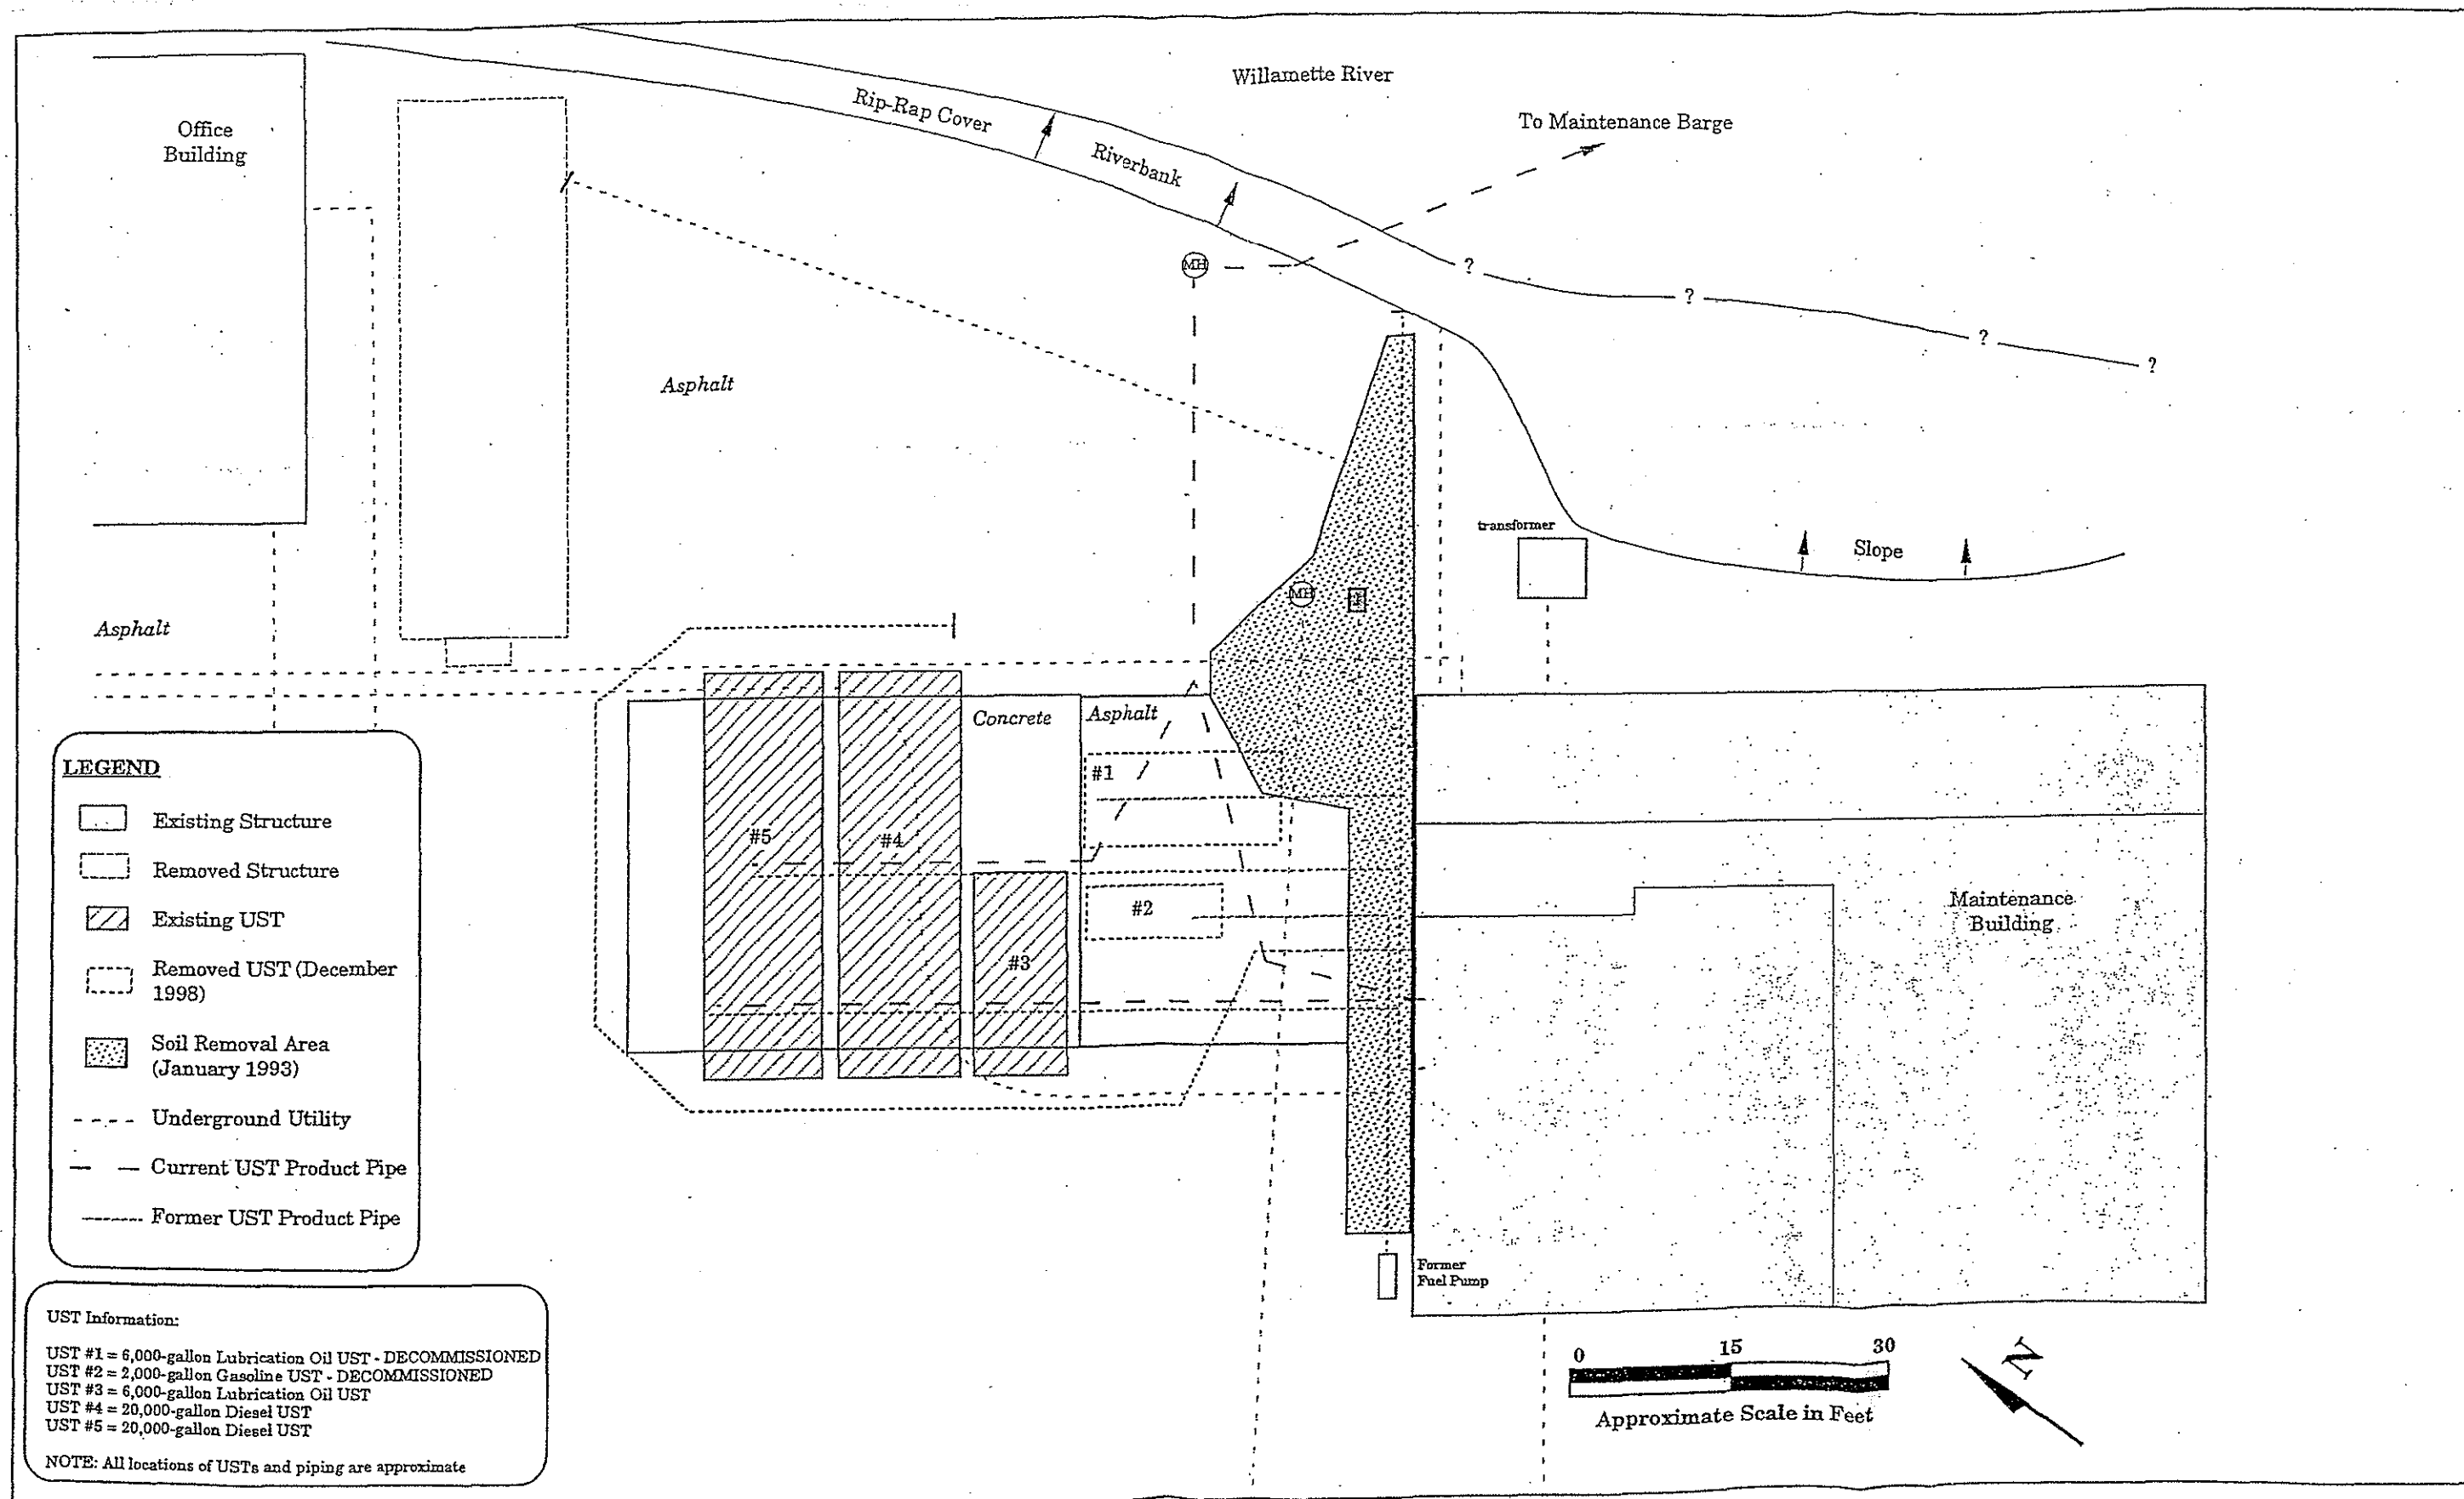 Willamette River
Office
Building
Rip-Rap Cover
To Maintenance Barge
Riverbank
MH
?
?
?
?
Asphalt
transformer
Slope
MH
Asphalt
Concrete
Asphalt
#1
#5
#4
#2
#3
Maintenance
Building
LEGEND
Existing Structure
Removed Structure
Existing UST
Removed UST (December
1998)
Soil Removal Area
(January 1993)
Underground Utility
Current UST Product Pipe
Former UST Product Pipe
Former
Fuel Pump
UST Information:
UST #1 = 6,000-gallon Lubrication Oil UST - DECOMMISSIONED
UST #2 = 2,000-gallon Gasoline UST - DECOMMISSIONED
UST #3 = 6,000-gallon Lubrication Oil UST
UST #4 = 20,000-gallon Diesel UST
UST #5 = 20,000-gallon Diesel UST
NOTE: All locations of USTs and piping are approximate
0 15 30
Approximate Scale in Feet
N